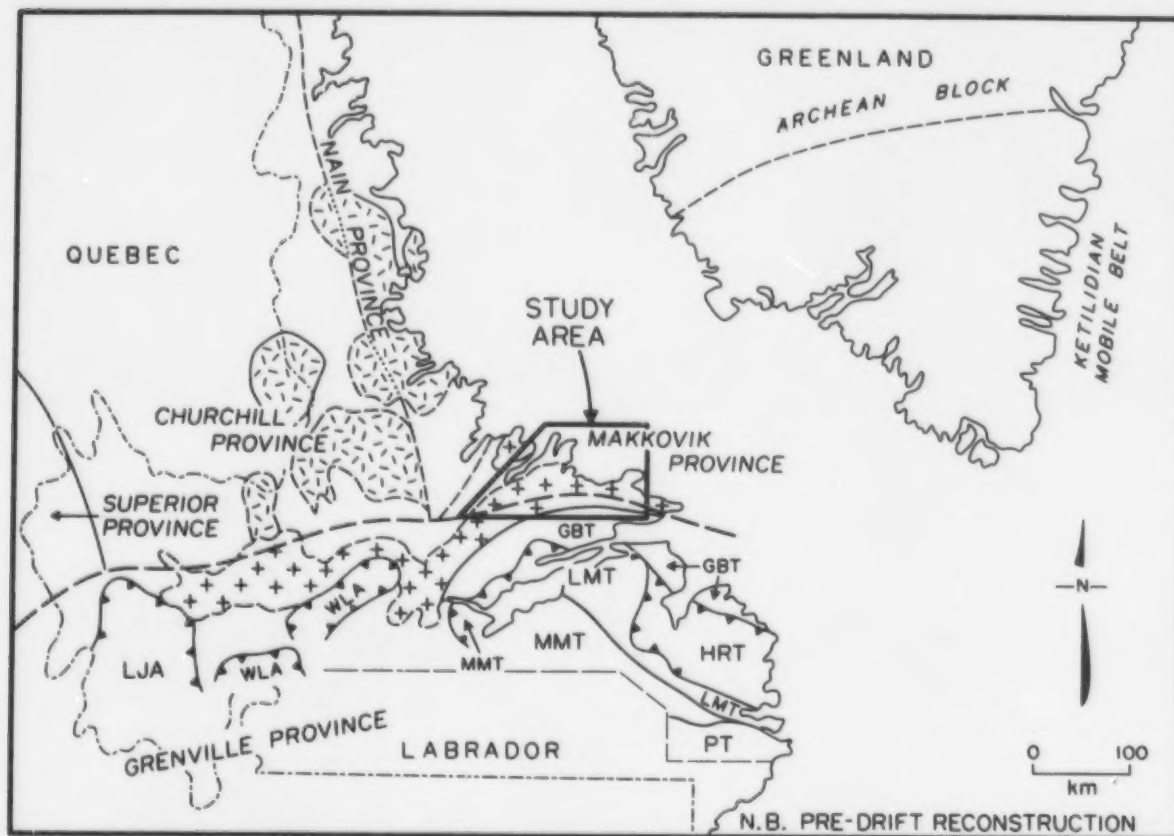 GREENLAND
ARCHEAN BLOCK
NAIN PROVINCE
QUEBEC
KETILIDIAN
MOBILE BELT
STUDY
AREA
CHURCHILL
PROVINCE
MAKKOVIK
PROVINCE
SUPERIOR
PROVINCE
GBT
GBT
LMT
WLA
N
MMT
MMT
HRT
LJA
WLA
LMT
PT
GRENVILLE PROVINCE
LABRADOR
0 100
km
N.B. PRE-DRIFT RECONSTRUCTION